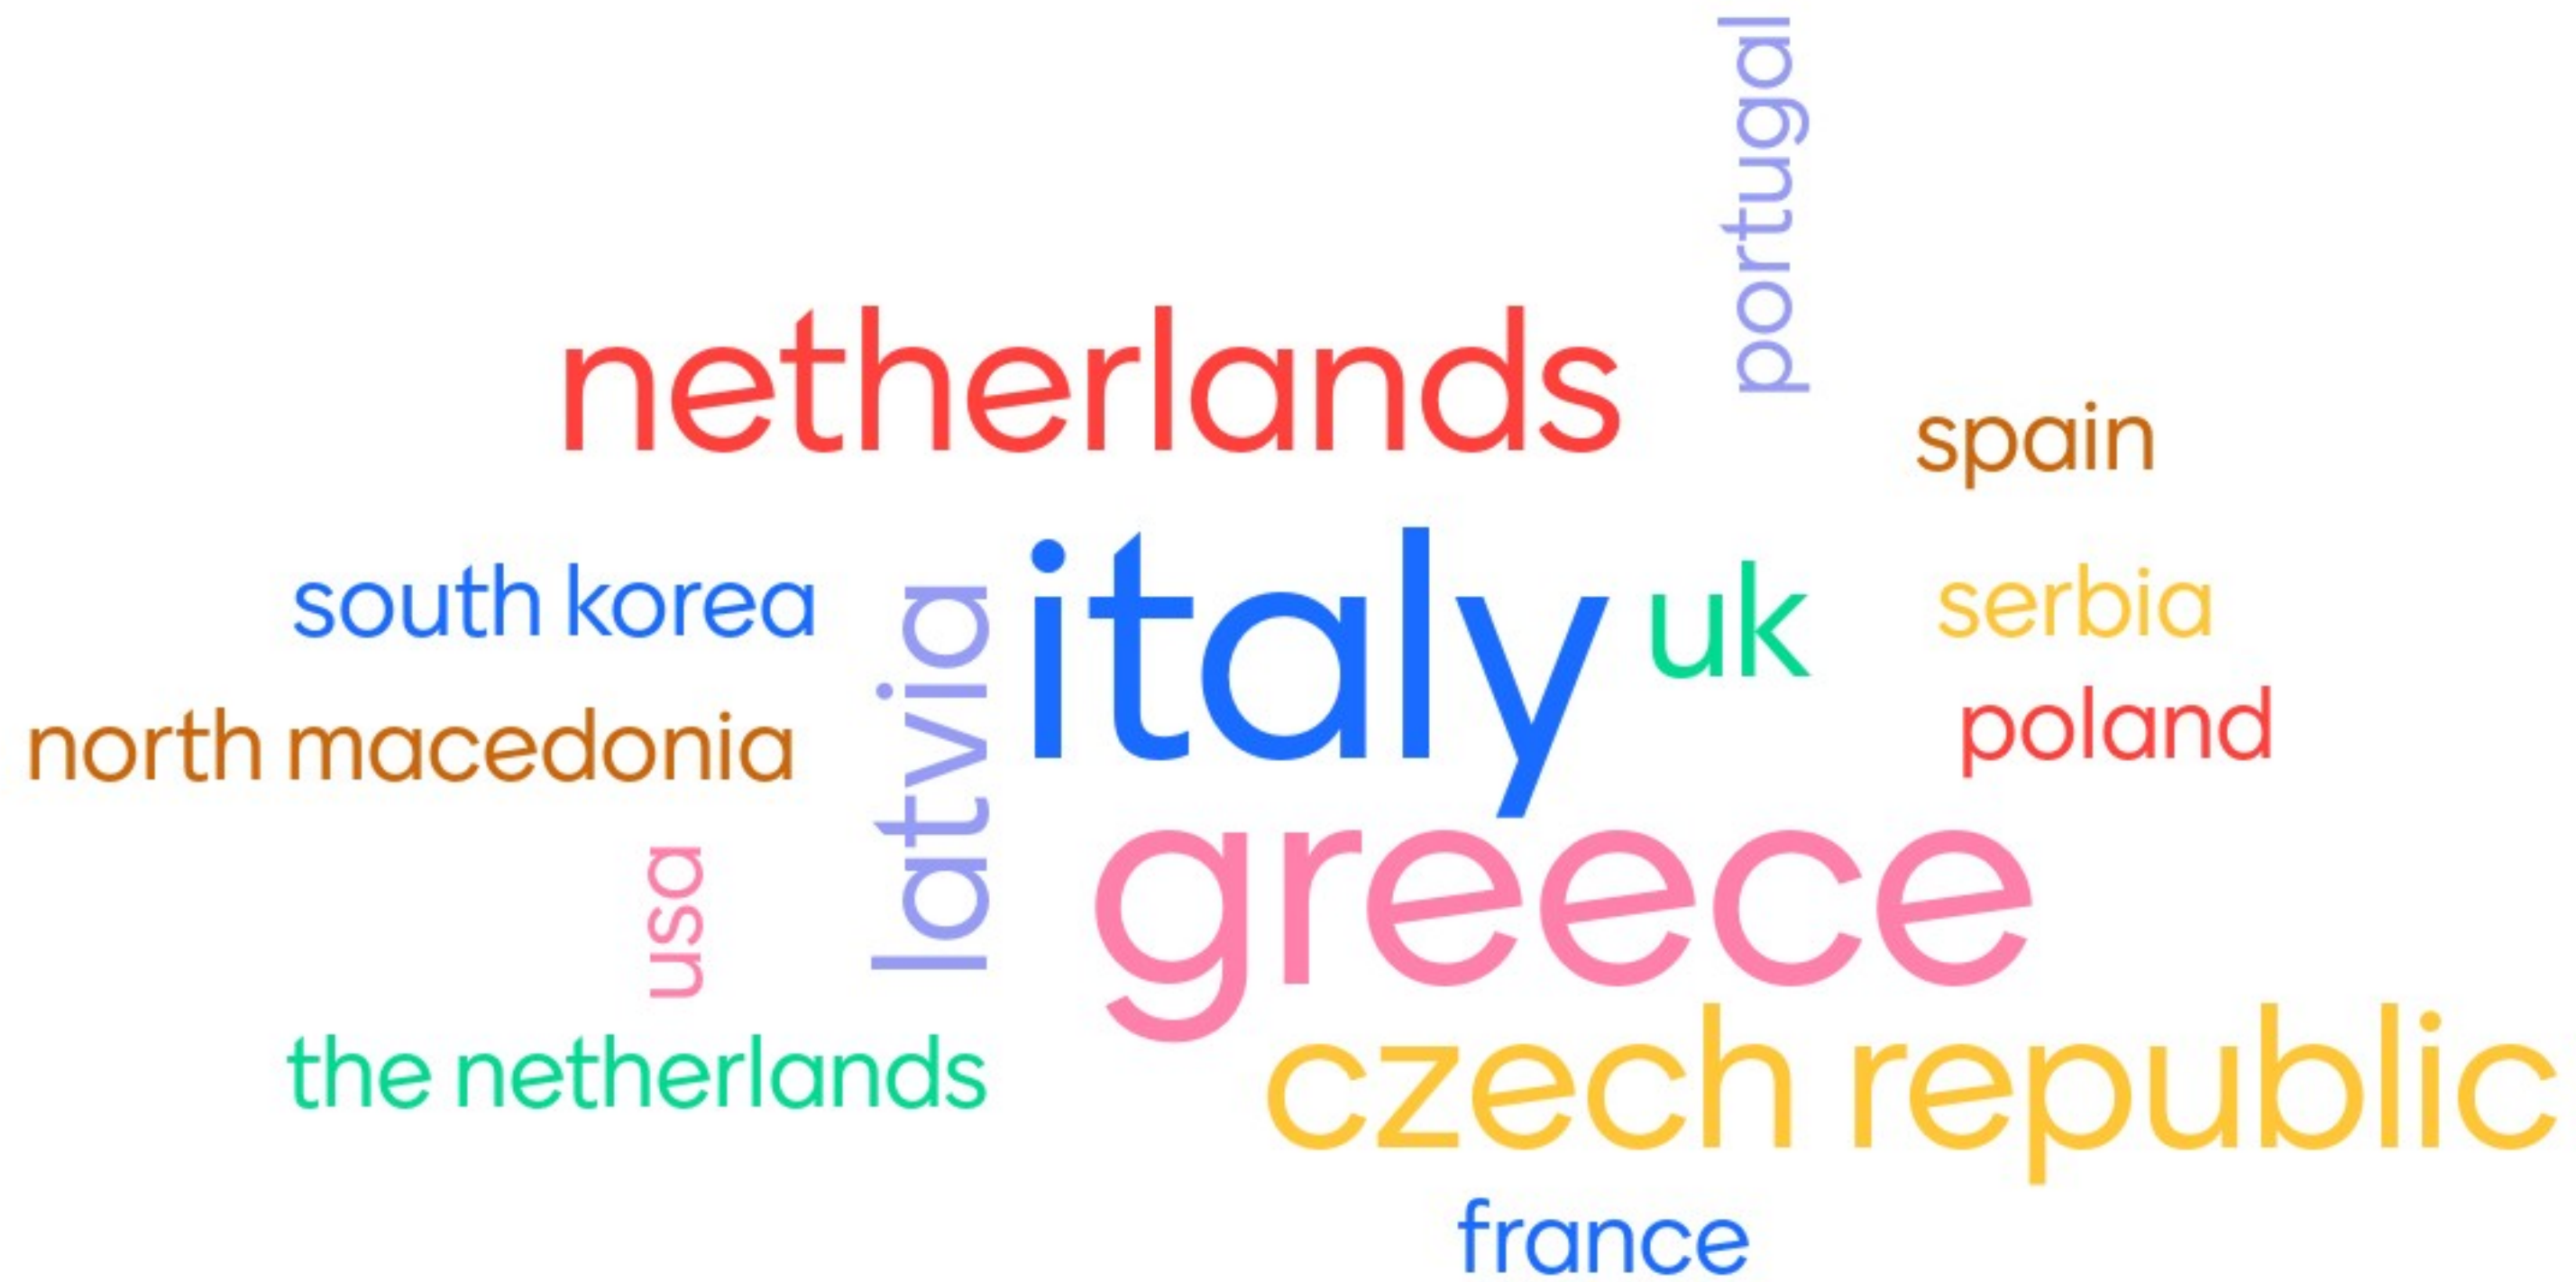 portugal
netherlands
spain
south korea
latvia
italy
uk
serbia
north macedonia
poland
usa
greece
the netherlands
czech republic
france